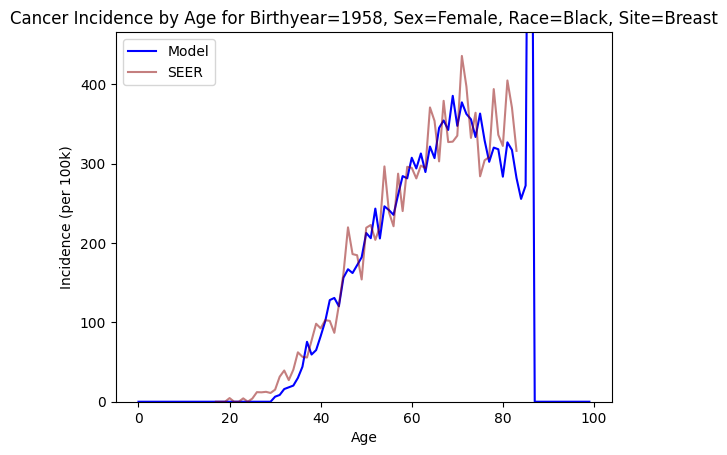 Cancer Incidence by Age for Birthyear=1958, Sex=Female, Race=Black, Site=Breast
Model
SEER
Incidence (per 100k)
400
300
200
100
0
0 20 40 60 80 100
Age